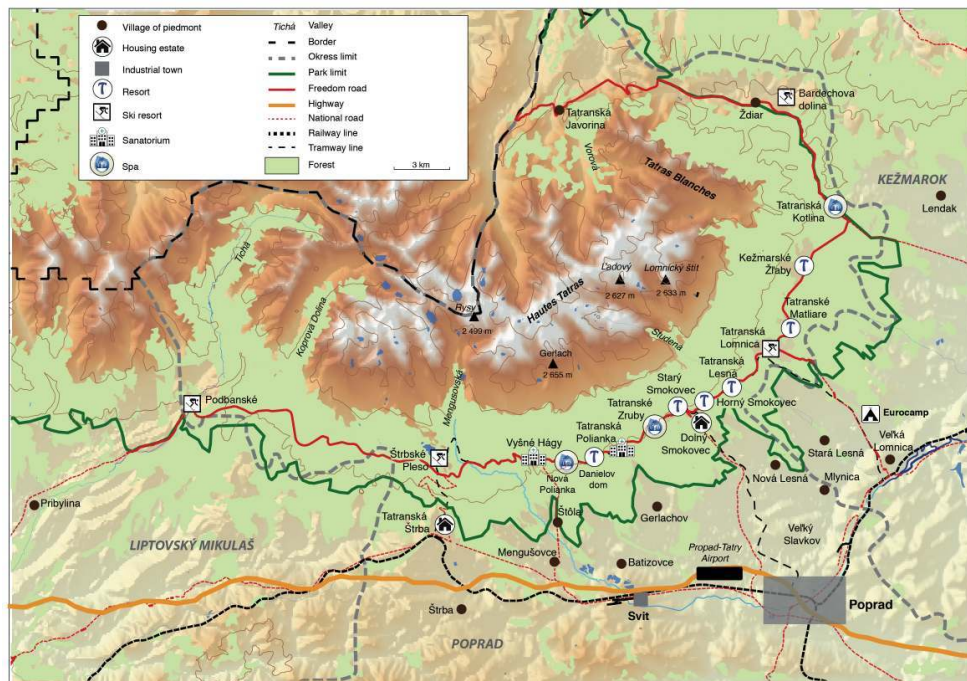 Village of piedmont
Housing estate
Industrial town
Resort
Ski resort
Sanatorium
Spa
Tichá
Valley
Border
Okress limit
Park limit
Freedom road
Highway
National road
Railway line
Tramway line
Forest
3 km
Bardechova
dolina
Ždiar
Tatranská
Javorina
Vorová
Tatras Blanches
KEŽMAROK
Lendak
Tatranská
Kotlina
Tichá
Kežmarské
Žľaby
Koprová Dolina
Rysy
2 499 m
Hautes Tatras
Ľadový
2 627 m
Lomnický štít
2 633 m
Tatranské
Matliare
Studená
Tatranská
Lomnica
Gerlach
2 655 m
Mengusovská
Tatranská
Lesná
Starý
Smokovec
Horný Smokovec
Podbanské
Tatranské
Zruby
Dolný
Smokovec
Eurocamp
Tatranská
Polianka
Vyšné Hágy
Štrbské
Pleso
Nová
Polianka
Danielov
dom
Stará Lesná
Veľká
Lomnica
Nová Lesná
Mlynica
Pribylina
Tatranská
Štrba
Štôla
Gerlachov
Veľký
Slavkov
LIPTOVSKÝ MIKULAŠ
Mengušovce
Batizovce
Propad-Tatry
Airport
Štrba
Svit
Poprad
POPRAD